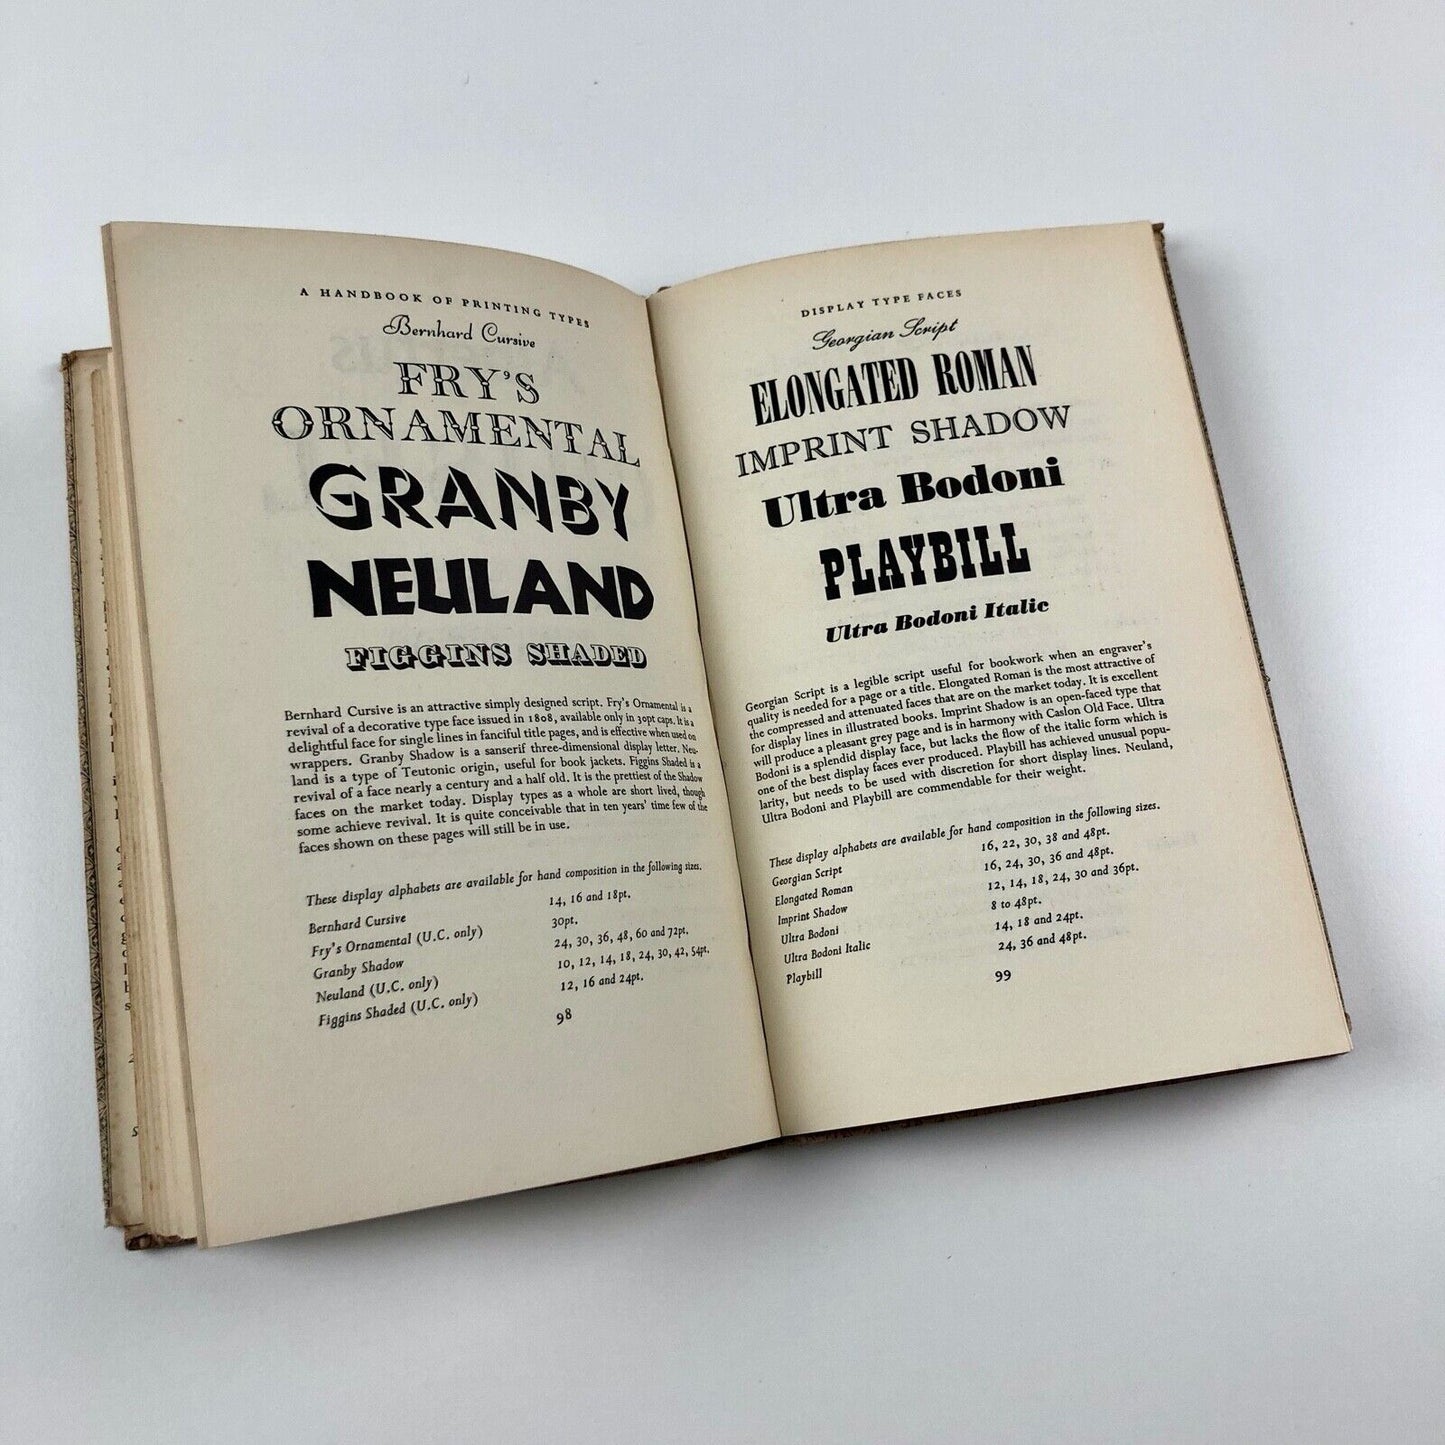 A HANDBOOK OF PRINTING TYPES
Bernhard Cursive
FRY'S
ORNAMENTAL
GRANBY
NEULAND
FIGGINS SHADED
Bernhard Cursive is an attractive simply designed script. Fry's Ornamental is a
revival of a decorative type face issued in 1808, available only in 30pt caps. It is a
delightful face for single lines in fanciful title pages, and is effective when used on
wrappers. Granby Shadow is a sanserif three-dimensional display letter. Neu-
land is a type of Teutonic origin, useful for book jackets. Figgins Shaded is a
revival of a face nearly a century and a half old. It is the prettiest of the Shadow
faces on the market today. Display types as a whole are short lived, though
some achieve revival. It is quite conceivable that in ten years' time few of the
faces shown on these pages will still be in use.
These display alphabets are available for hand composition in the following sizes.
Bernhard Cursive 14, 16 and 18pt.
Fry's Ornamental (U.C. only) 30pt.
Granby Shadow 24, 30, 36, 48, 60 and 72pt.
Neuland (U.C. only) 10, 12, 14, 18, 24, 30, 42, 54pt.
Figgins Shaded (U.C. only) 12, 16 and 24pt.
98
DISPLAY TYPE FACES
Georgian Script
ELONGATED ROMAN
IMPRINT SHADOW
Ultra Bodoni
PLAYBILL
Ultra Bodoni Italic
Georgian Script is a legible script useful for bookwork when an engraver's
quality is needed for a page or a title. Elongated Roman is the most attractive of
the compressed and attenuated faces that are on the market today. It is excellent
for display lines in illustrated books. Imprint Shadow is an open-faced type that
will produce a pleasant grey page and is in harmony with Caslon Old Face. Ultra
Bodoni is a splendid display face, but lacks the flow of the italic form which is
one of the best display faces ever produced. Playbill has achieved unusual popu-
larity, but needs to be used with discretion for short display lines. Neuland,
Ultra Bodoni and Playbill are commendable for their weight.
These display alphabets are available for hand composition in the following sizes.
Georgian Script 16, 22, 30, 38 and 48pt.
Elongated Roman 16, 24, 30, 36 and 48pt.
Imprint Shadow 12, 14, 18, 24, 30 and 36pt.
Ultra Bodoni 8 to 48pt.
Ultra Bodoni Italic 14, 18 and 24pt.
Playbill 24, 36 and 48pt.
99